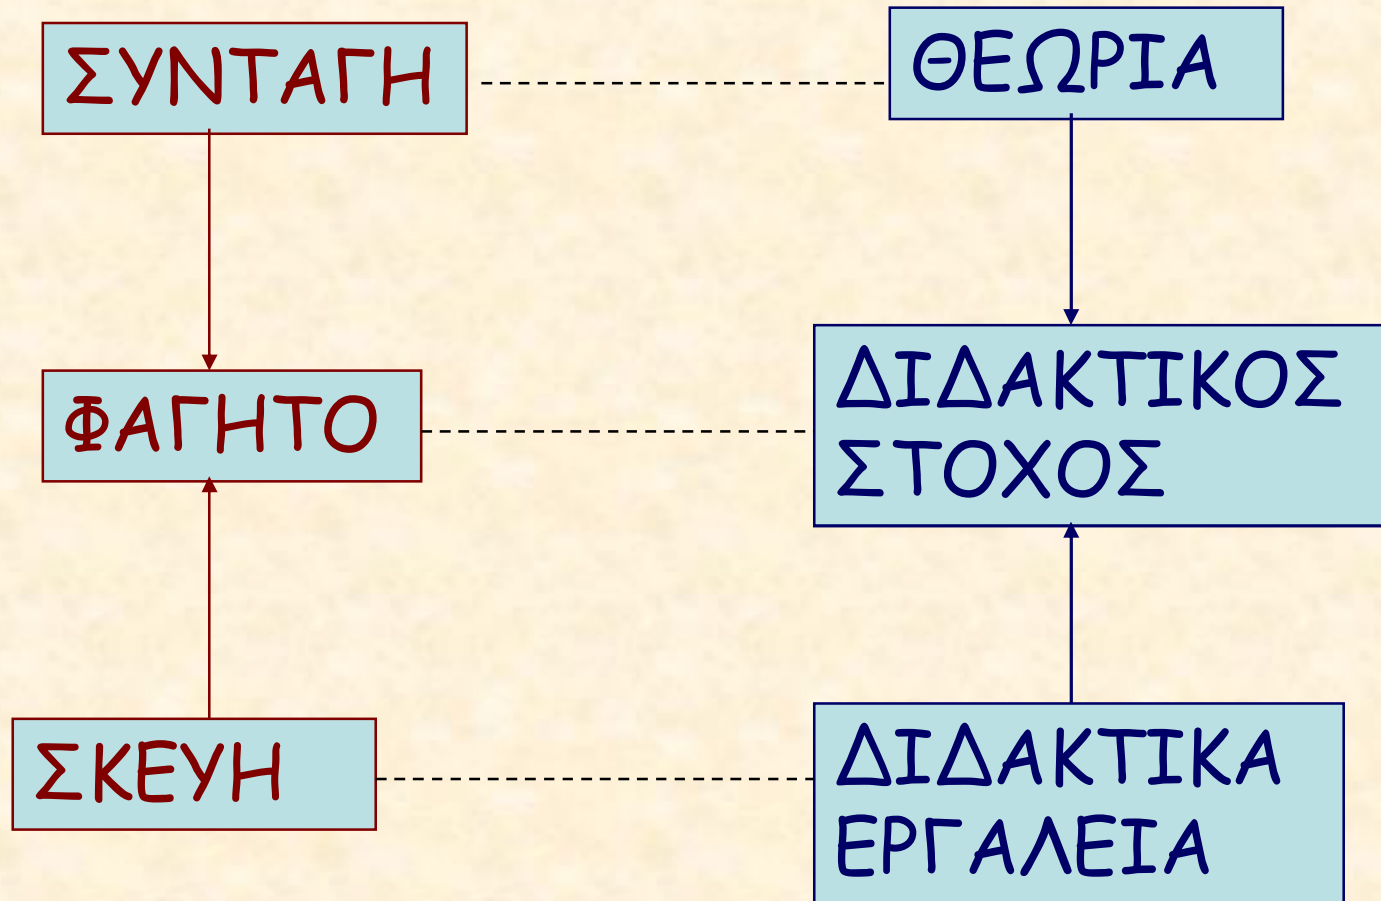 ΣΥΝΤΑΓΗ
ΘΕΩΡΙΑ
ΦΑΓΗΤΟ
ΔΙΔΑΚΤΙΚΟΣ
ΣΤΟΧΟΣ
ΣΚΕΥΗ
ΔΙΔΑΚΤΙΚΑ
ΕΡΓΑΛΕΙΑ